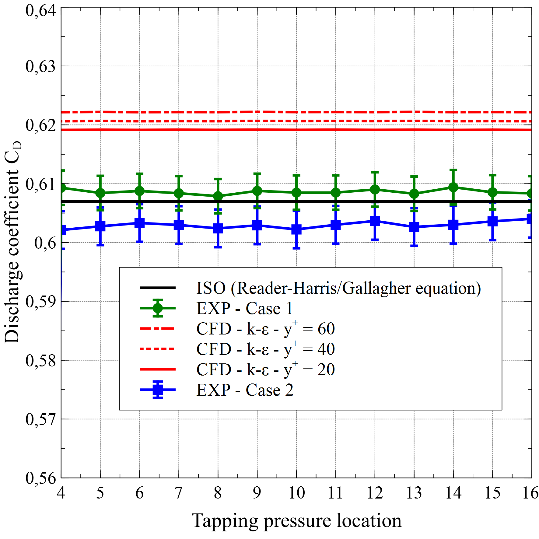 0,64
0,63
0,62
0,61
0,6
0,59
0,58
0,57
0,56
Discharge coefficient C_D
ISO (Reader-Harris/Gallagher equation)
EXP - Case 1
CFD - k-ε - y⁺ = 60
CFD - k-ε - y⁺ = 40
CFD - k-ε - y⁺ = 20
EXP - Case 2
4 5 6 7 8 9 10 11 12 13 14 15 16
Tapping pressure location